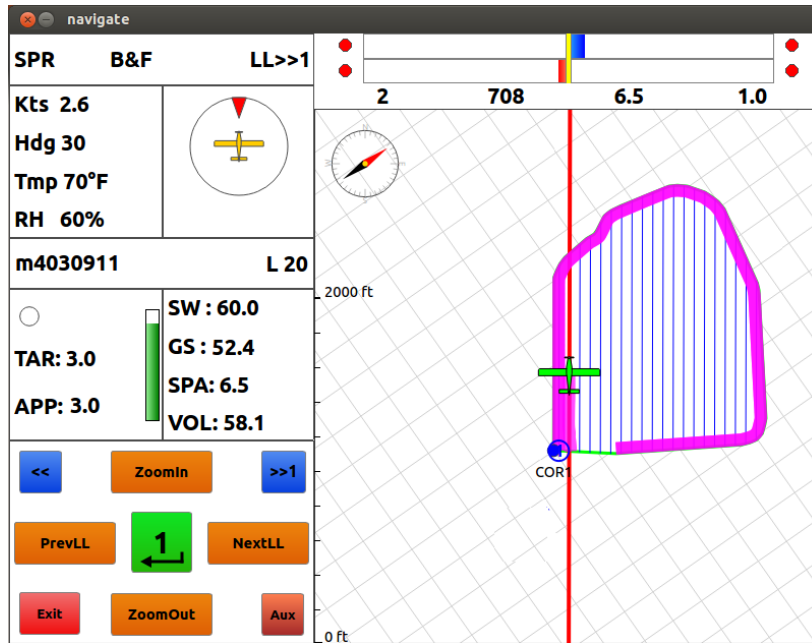 navigate
SPR B&F LL>>1
2 708 6.5 1.0
Kts 2.6
Hdg 30
Tmp 70°F
RH 60%
m4030911 L 20
TAR: 3.0
APP: 3.0
SW : 60.0
GS : 52.4
SPA: 6.5
VOL: 58.1
<< ZoomIn >>1
PrevLL 1 NextLL
Exit ZoomOut Aux
N
2000 ft
COR1
0 ft